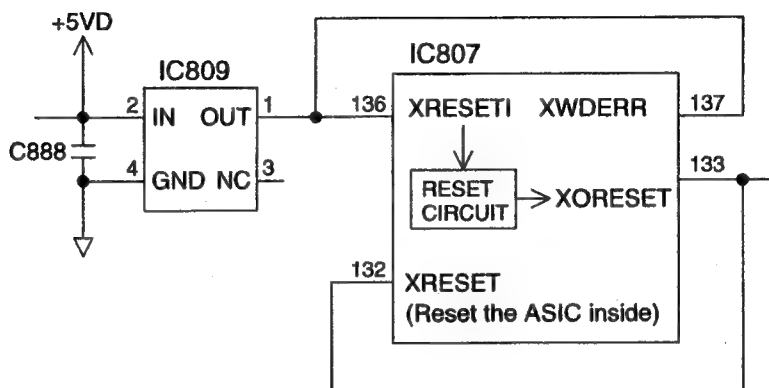 +5VD
IC809
IC807
2 IN OUT 1
136 XRESETI XWDERR 137
C888
4 GND NC 3
133
RESET
CIRCUIT
XORESET
132 XRESET
(Reset the ASIC inside)